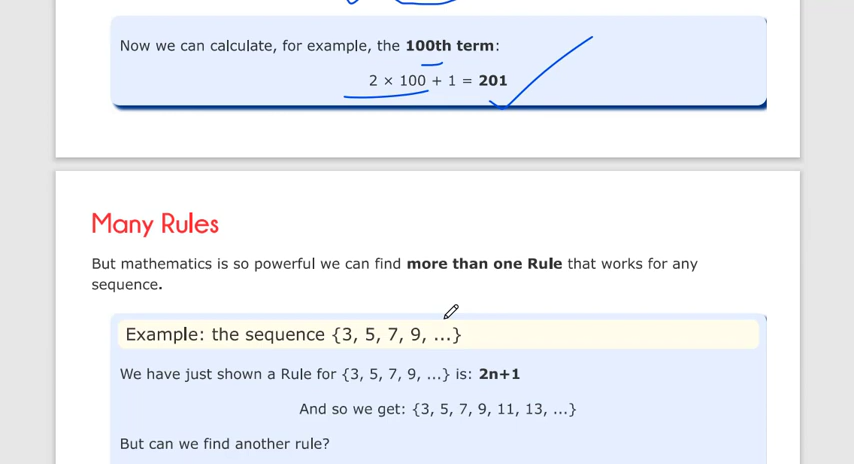 Now we can calculate, for example, the 100th term:
2 × 100 + 1 = 201
Many Rules
But mathematics is so powerful we can find more than one Rule that works for any
sequence.
Example: the sequence {3, 5, 7, 9, ...}
We have just shown a Rule for {3, 5, 7, 9, ...} is: 2n+1
And so we get: {3, 5, 7, 9, 11, 13, ...}
But can we find another rule?